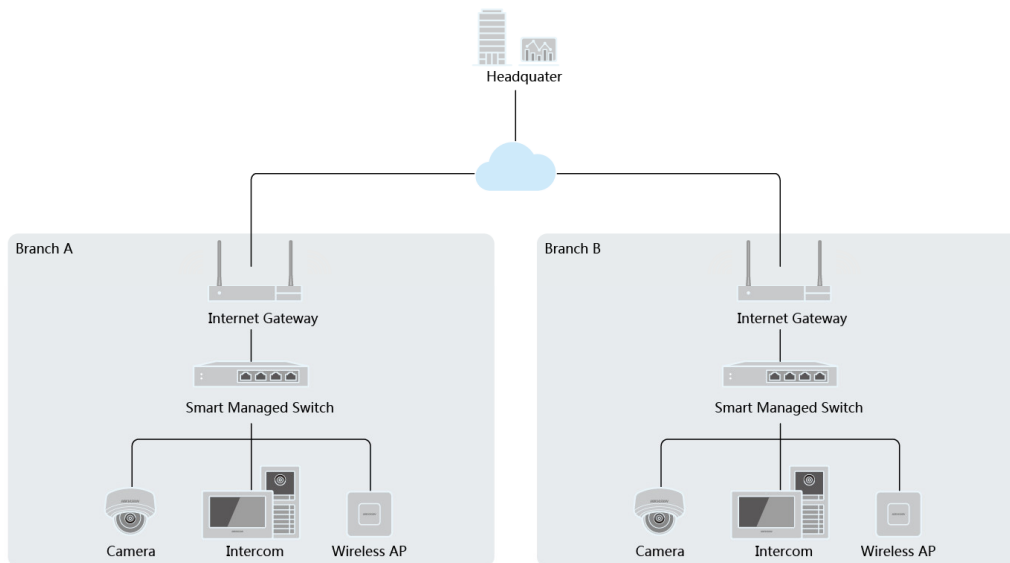 Headquater
Branch A
Branch B
Internet Gateway
Internet Gateway
Smart Managed Switch
Smart Managed Switch
Camera
Intercom
Wireless AP
Camera
Intercom
Wireless AP